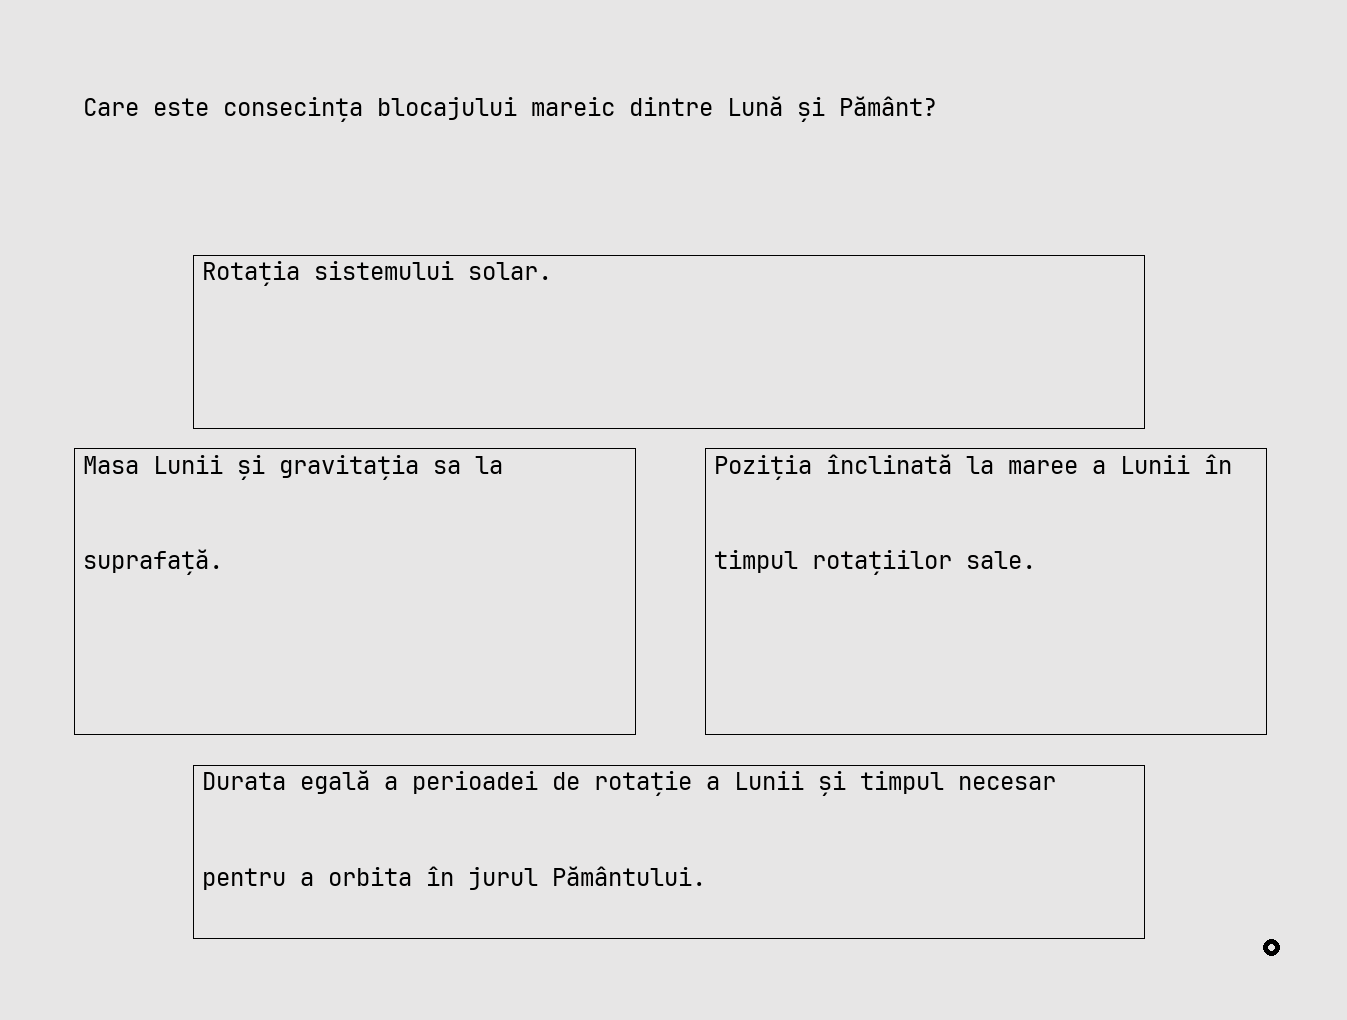 Care este consecința blocajului mareic dintre Lună și Pământ?
Rotația sistemului solar.
Masa Lunii și gravitația sa la
suprafață.
Poziția înclinată la maree a Lunii în
timpul rotațiilor sale.
Durata egală a perioadei de rotație a Lunii și timpul necesar
pentru a orbita în jurul Pământului.